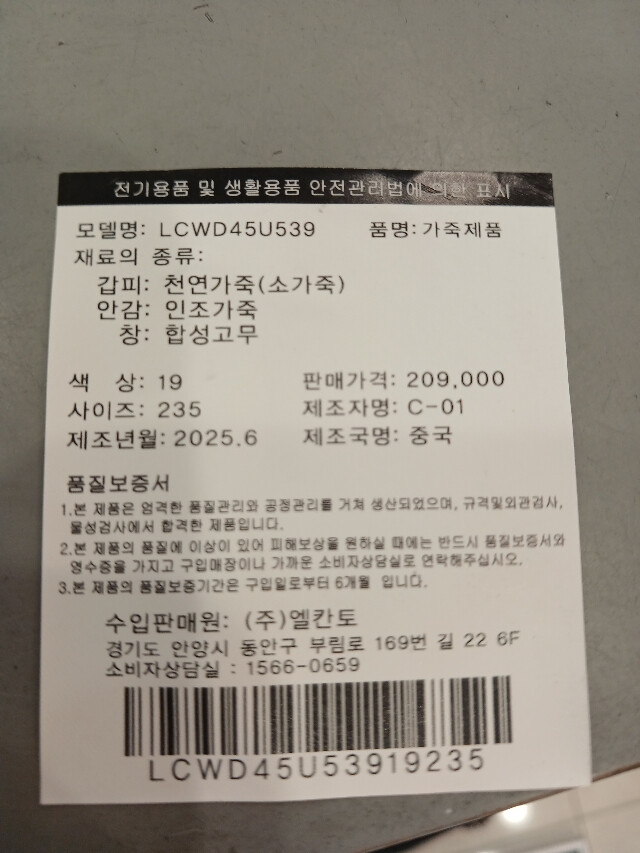 전기용품 및 생활용품 안전관리법에 의한 표시
모델명: LCWD45U539 품명: 가죽제품
재료의 종류:
갑피: 천연가죽(소가죽)
안감: 인조가죽
창: 합성고무
색 상: 19 판매가격: 209,000
사이즈: 235 제조자명: C-01
제조년월: 2025.6 제조국명: 중국
품질보증서
1.본 제품은 엄격한 품질관리와 공정관리를 거쳐 생산되었으며, 규격및외관검사,
물성검사에서 합격한 제품입니다.
2.본 제품의 품질에 이상이 있어 피해보상을 원하실 때에는 반드시 품질보증서와
영수증을 가지고 구입매장이나 가까운 소비자상담실로 연락해주십시오.
3.본 제품의 품질보증기간은 구입일로부터 6개월 입니다.
수입판매원: (주)엘칸토
경기도 안양시 동안구 부림로 169번 길 22 6F
소비자상담실 : 1566-0659
LCWD45U53919235